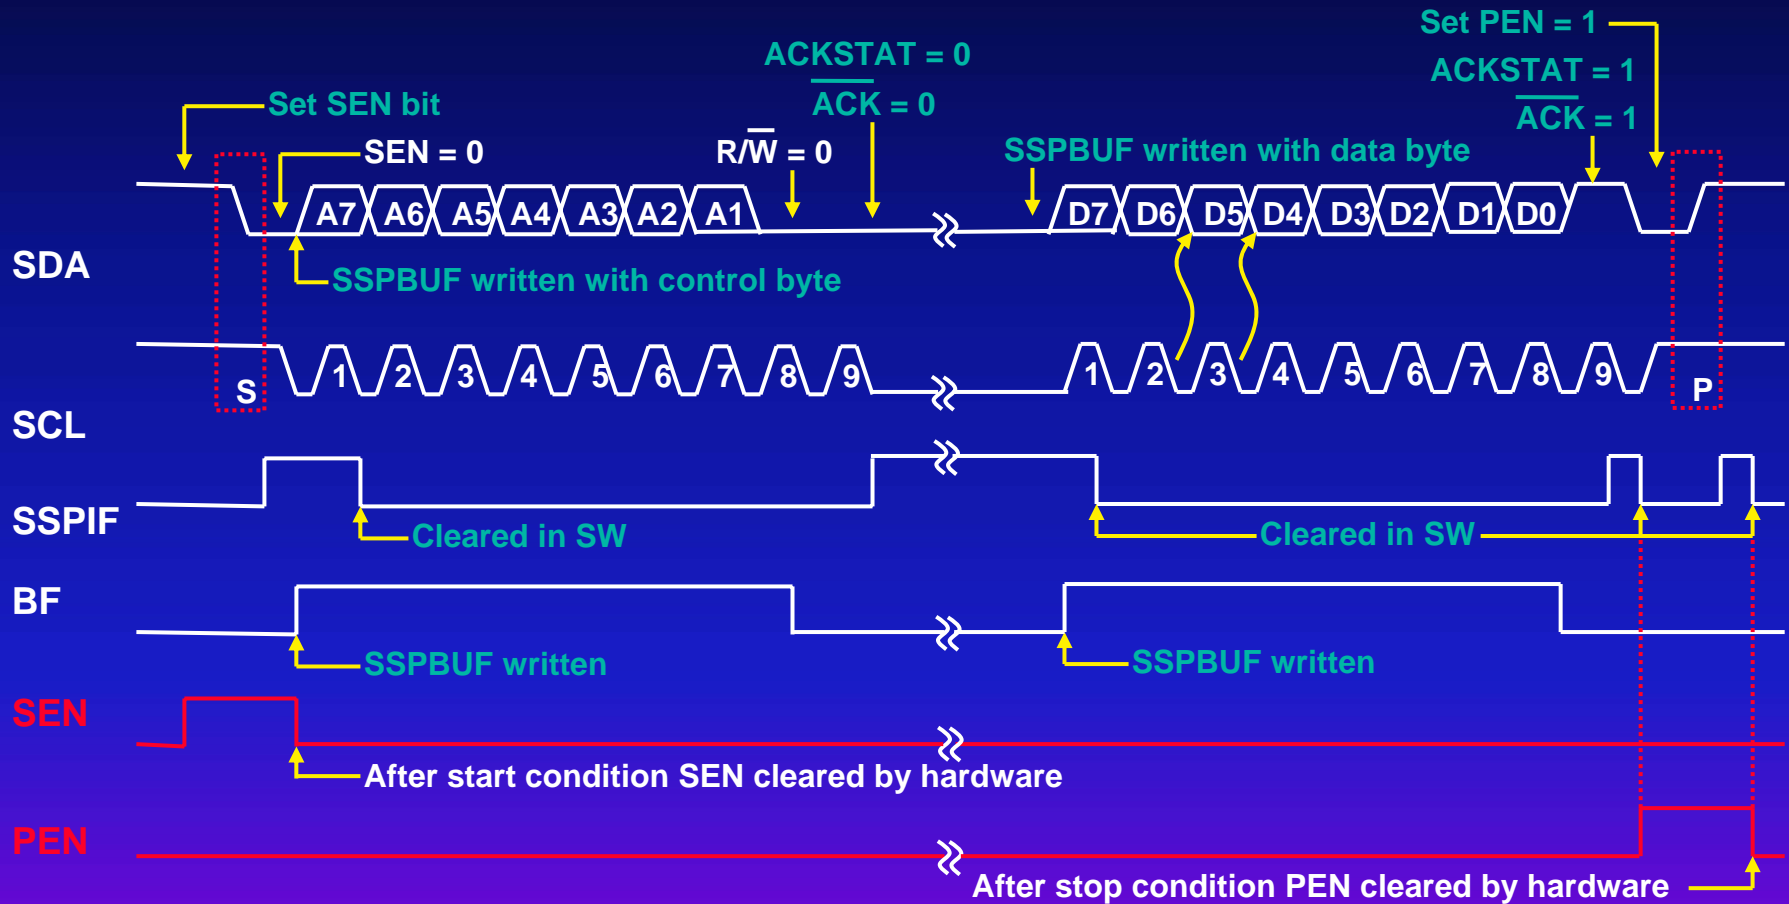 Set PEN = 1
ACKSTAT = 0
ACKSTAT = 1
Set SEN bit
ACK = 0
ACK = 1
SEN = 0
R/W = 0
SSPBUF written with data byte
A7 A6 A5 A4 A3 A2 A1
D7 D6 D5 D4 D3 D2 D1 D0
SDA
SSPBUF written with control byte
S 1 2 3 4 5 6 7 8 9
1 2 3 4 5 6 7 8 9 P
SCL
SSPIF
Cleared in SW
Cleared in SW
BF
SSPBUF written
SSPBUF written
SEN
After start condition SEN cleared by hardware
PEN
After stop condition PEN cleared by hardware